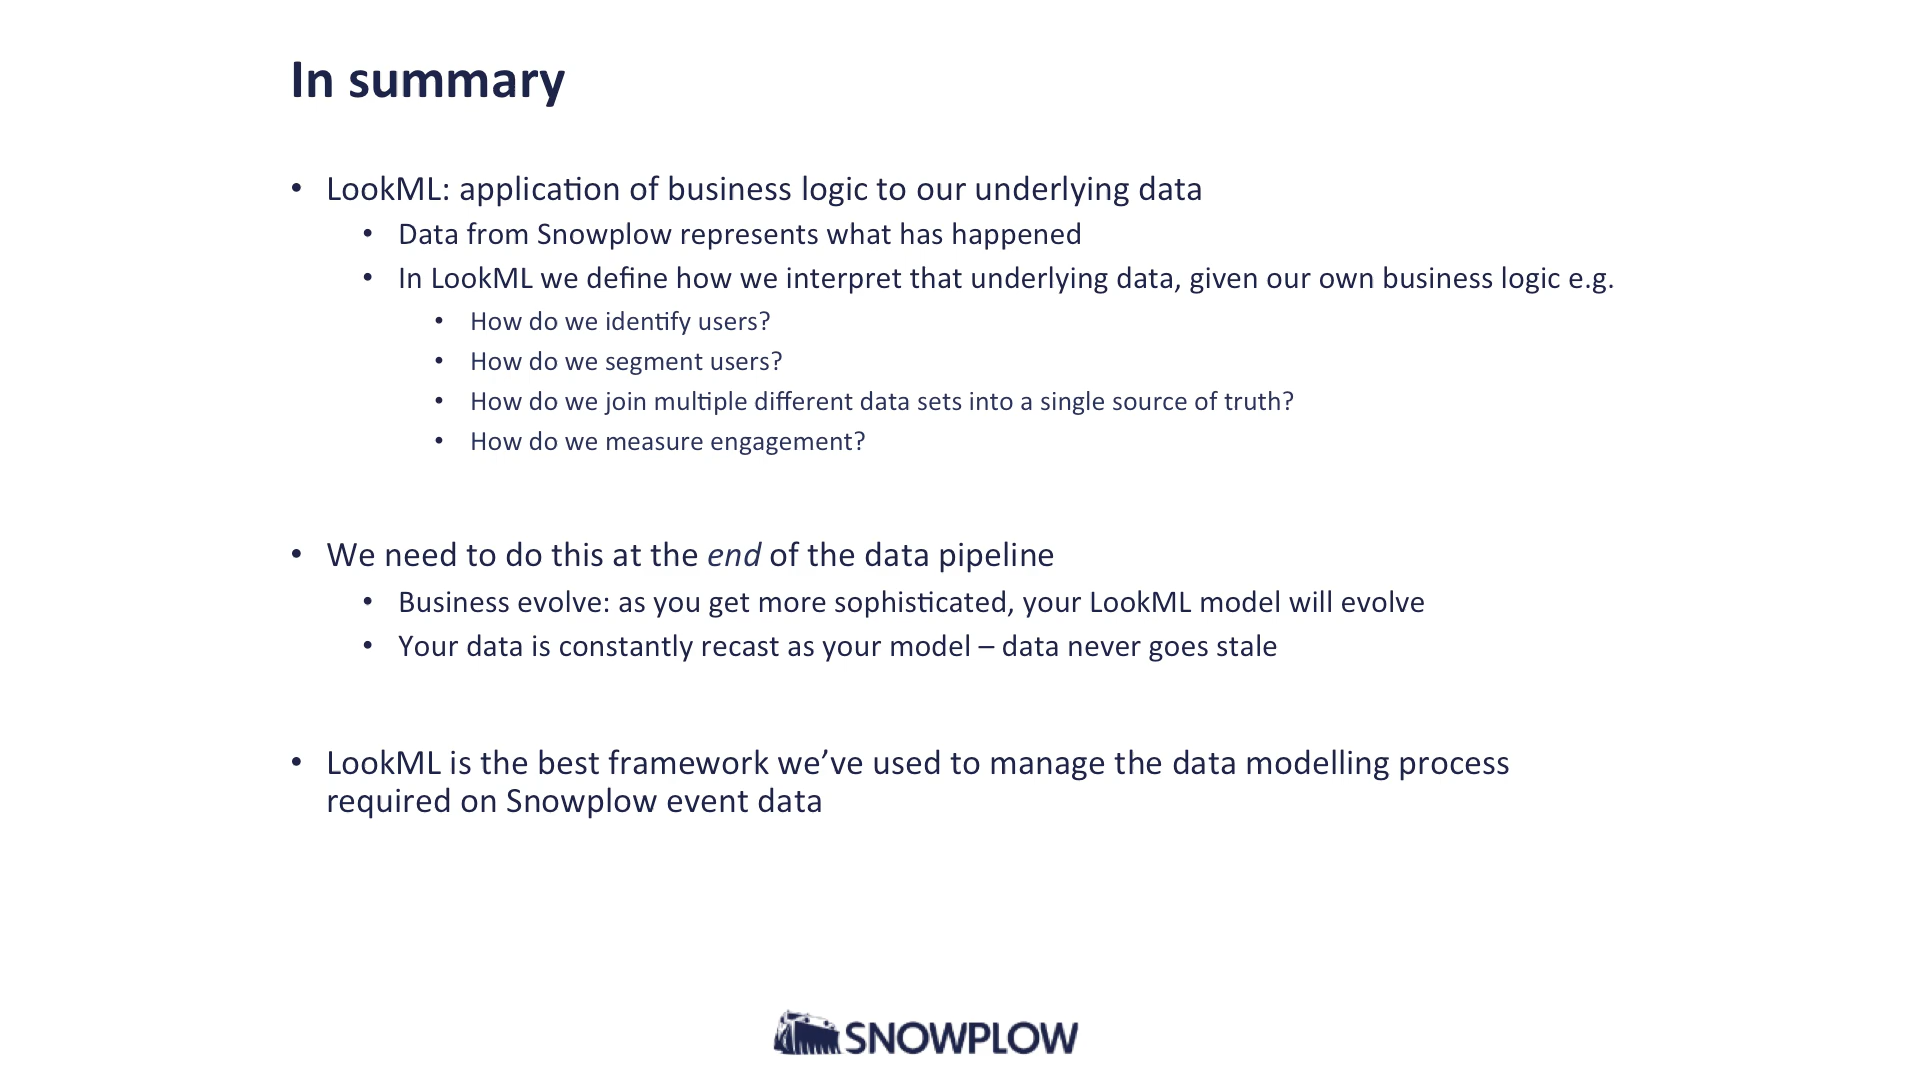 In summary
• LookML: application of business logic to our underlying data
• Data from Snowplow represents what has happened
• In LookML we define how we interpret that underlying data, given our own business logic e.g.
• How do we identify users?
• How do we segment users?
• How do we join multiple different data sets into a single source of truth?
• How do we measure engagement?
• We need to do this at the end of the data pipeline
• Business evolve: as you get more sophisticated, your LookML model will evolve
• Your data is constantly recast as your model – data never goes stale
• LookML is the best framework we’ve used to manage the data modelling process
required on Snowplow event data
SNOWPLOW